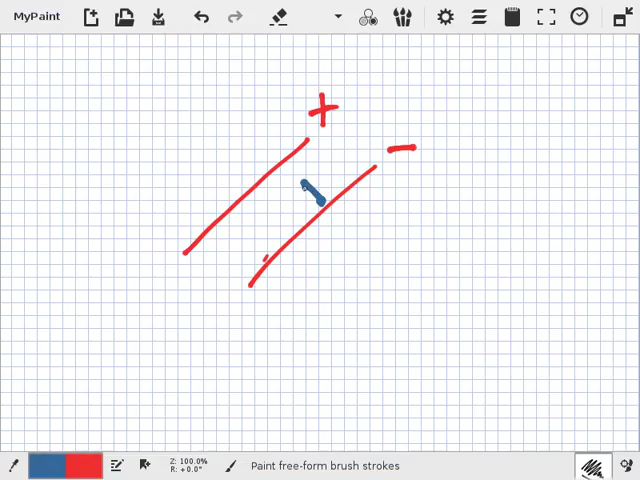 MyPaint
+
−
Z: 100.0%
R: +0.0°
Paint free-form brush strokes